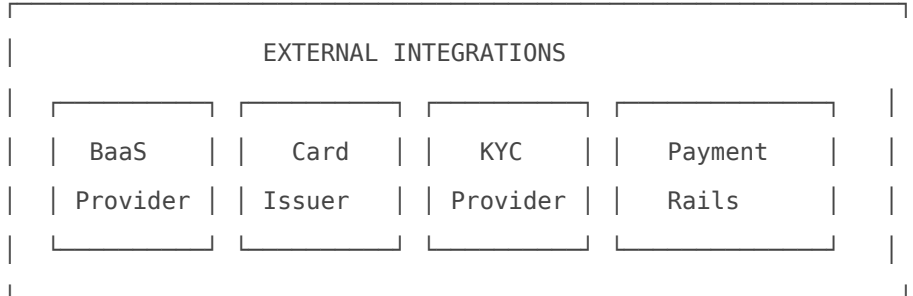 EXTERNAL INTEGRATIONS
BaaS Card KYC Payment
Provider Issuer Provider Rails